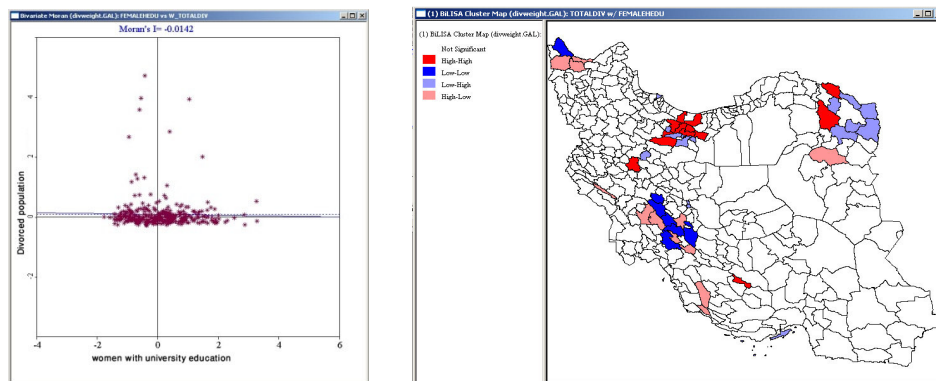 Bivariate Moran (divweight.GAL): FEMALEHEDU vs W_TOTALDIV
Moran's I= -0.0142
Divorced population
4
2
0
-2
-4
-2
0
2
4
6
women with university education
(1) BiLISA Cluster Map (divweight.GAL): TOTALDIV w/ FEMALEHEDU
(1) BiLISA Cluster Map (divweight.GAL):
Not Significant
High-High
Low-Low
Low-High
High-Low